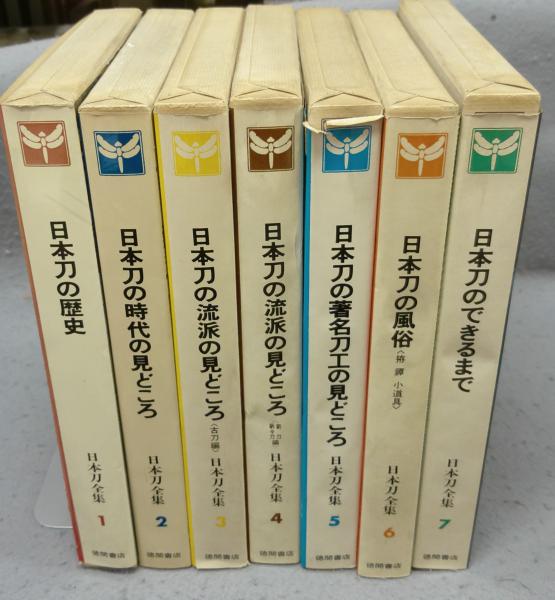 日本刀の歴史
日本刀全集
1
徳間書店
日本刀の時代の見どころ
日本刀全集
2
徳間書店
日本刀の流派の見どころ
〈古刀編〉
日本刀全集
3
徳間書店
日本刀の流派の見どころ
新刀
新々刀
編
日本刀全集
4
徳間書店
日本刀の著名刀工の見どころ
日本刀全集
5
徳間書店
日本刀の風俗
〈拵 鐔 小道具〉
日本刀全集
6
徳間書店
日本刀のできるまで
日本刀全集
7
徳間書店